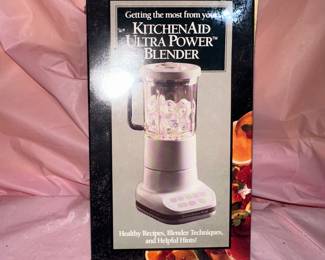 Getting the most from your
KITCHENAID
ULTRA POWER™
BLENDER
Healthy Recipes, Blender Techniques,
and Helpful Hints!